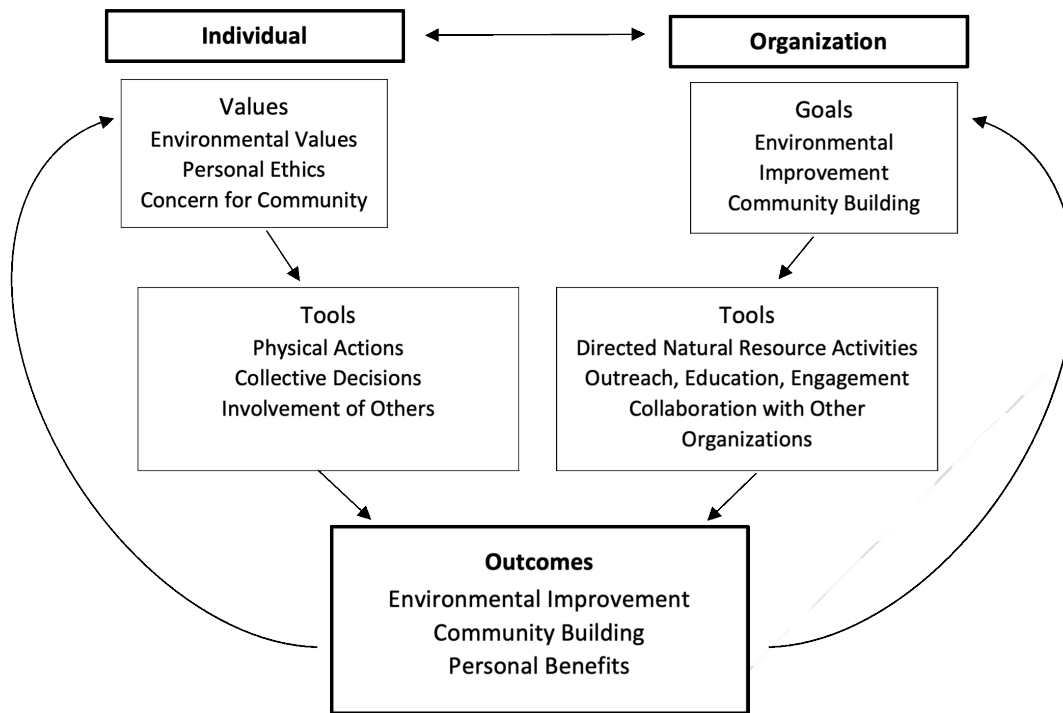 Individual
Organization
Values
Environmental Values
Personal Ethics
Concern for Community
Goals
Environmental
Improvement
Community Building
Tools
Physical Actions
Collective Decisions
Involvement of Others
Tools
Directed Natural Resource Activities
Outreach, Education, Engagement
Collaboration with Other
Organizations
Outcomes
Environmental Improvement
Community Building
Personal Benefits